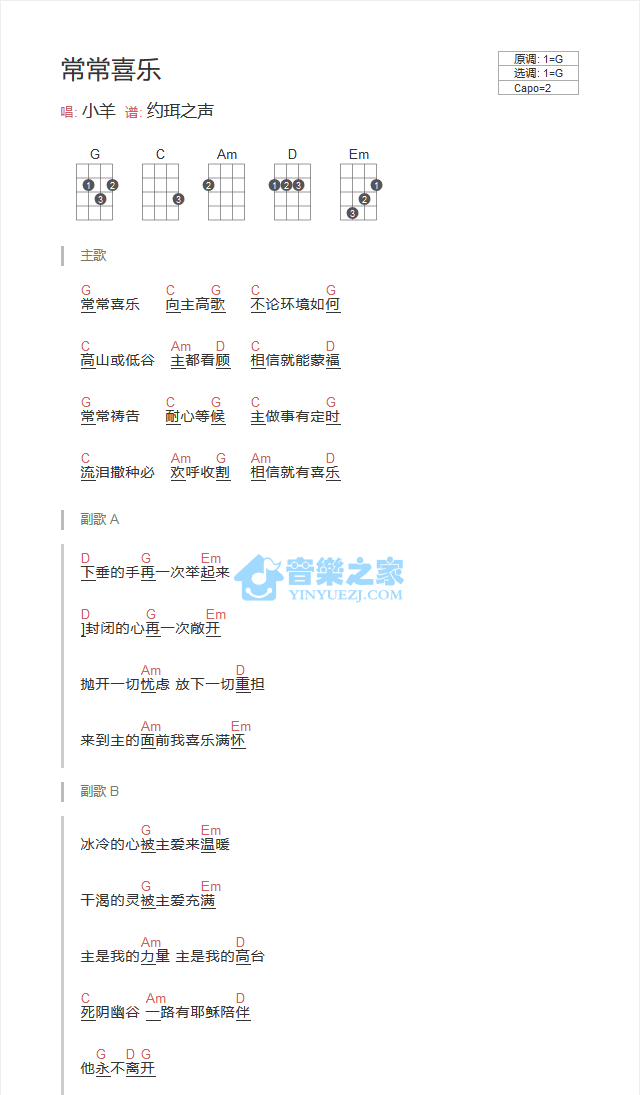 常常喜乐
原调: 1=G
选调: 1=G
Capo=2
唱: 小羊 谱: 约珥之声
G C Am D Em
1 2 3 3 2 1 2 3 1 2 3
主歌
G C G C G
常常喜乐 向主高歌 不论环境如何
C Am D C D
高山或低谷 主都看顾 相信就能蒙福
G C G C G
常常祷告 耐心等候 主做事有定时
C Am G Am D
流泪撒种必 欢呼收割 相信就有喜乐
副歌 A
D G Em
下垂的手再一次举起来
音樂之家
YINYUEZJ.COM
D G Em
]封闭的心再一次敞开
Am D
抛开一切忧虑 放下一切重担
Am Em
来到主的面前我喜乐满怀
副歌 B
G Em
冰冷的心被主爱来温暖
G Em
干渴的灵被主爱充满
Am D
主是我的力量 主是我的高台
C Am D
死阴幽谷 一路有耶稣陪伴
G D G
他永不离开